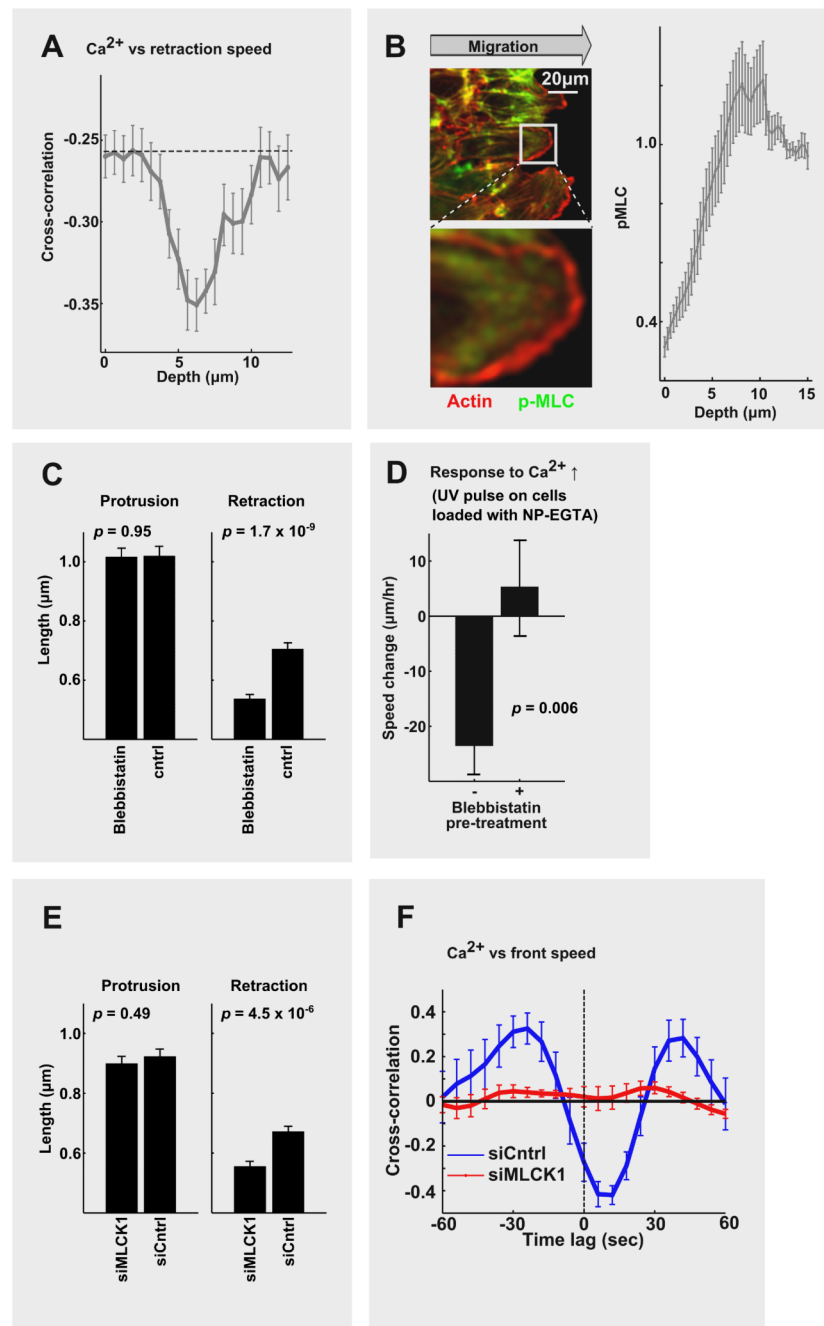 A
Ca2+ vs retraction speed
Cross-correlation
-0.25
-0.30
-0.35
0
5
10
Depth (µm)
B
Migration
20µm
Actin
p-MLC
pMLC
1.0
0.4
0
5
10
15
Depth (µm)
C
Protrusion
p = 0.95
Retraction
p = 1.7 x 10-9
Length (µm)
1.0
0.8
0.6
Blebbistatin
cntrl
Blebbistatin
cntrl
D
Response to Ca2+ ↑
(UV pulse on cells
loaded with NP-EGTA)
Speed change (µm/hr)
10
0
-10
-20
p = 0.006
-
+
Blebbistatin
pre-treatment
E
Protrusion
p = 0.49
Retraction
p = 4.5 x 10-6
Length (µm)
1.0
0.8
0.6
siMLCK1
siCntrl
siMLCK1
siCntrl
F
Ca2+ vs front speed
Cross-correlation
0.4
0.2
0
-0.2
-0.4
siCntrl
siMLCK1
-60
-30
0
30
60
Time lag (sec)